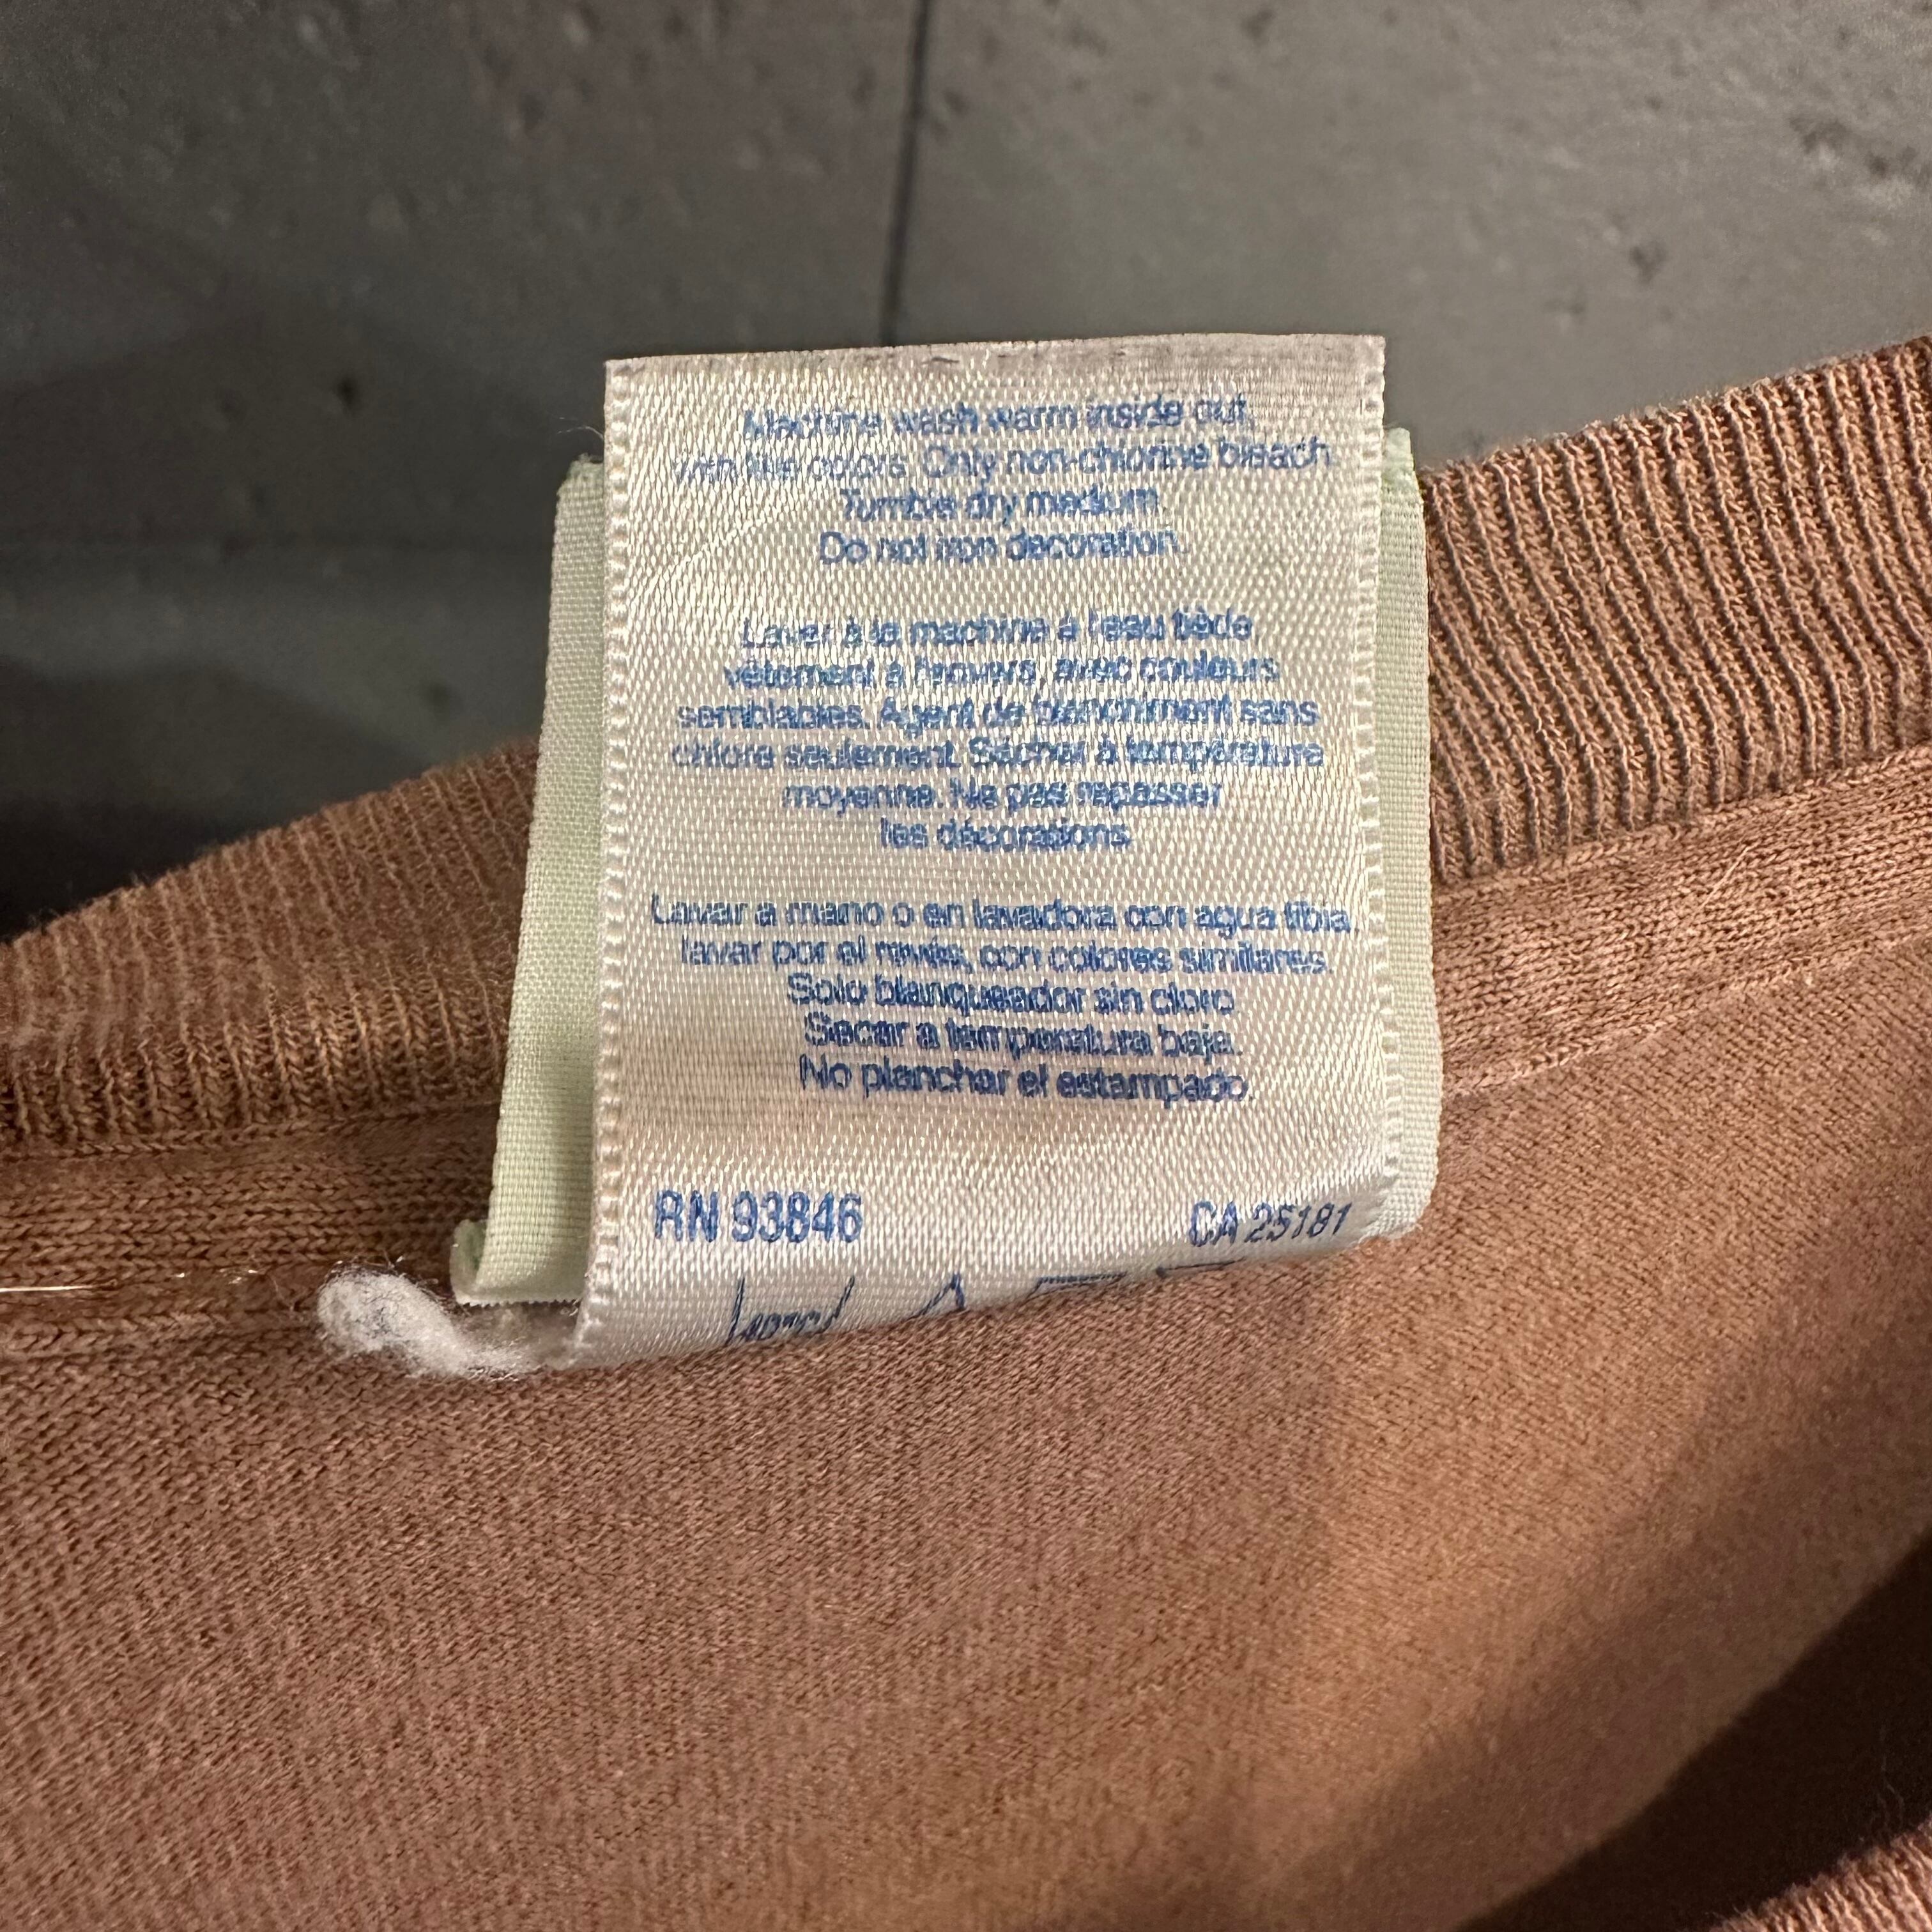 Machine wash warm inside out,
with like colors. Only non-chlorine bleach
Tumble dry medium
Do not iron decoration.
Laver à la machine à l'eau tiède
vêtement à l'envers, avec couleurs
semblables. Agent de blanchiment sans
chlore seulement. Sécher à température
moyenne. Ne pas repasser
les décorations.
Lavar a mano o en lavadora con agua tibia,
lavar por el revés, con colores similares.
Solo blanqueador sin cloro
Secar a temperatura baja.
No planchar el estampado.
RN 93846 CA 25181